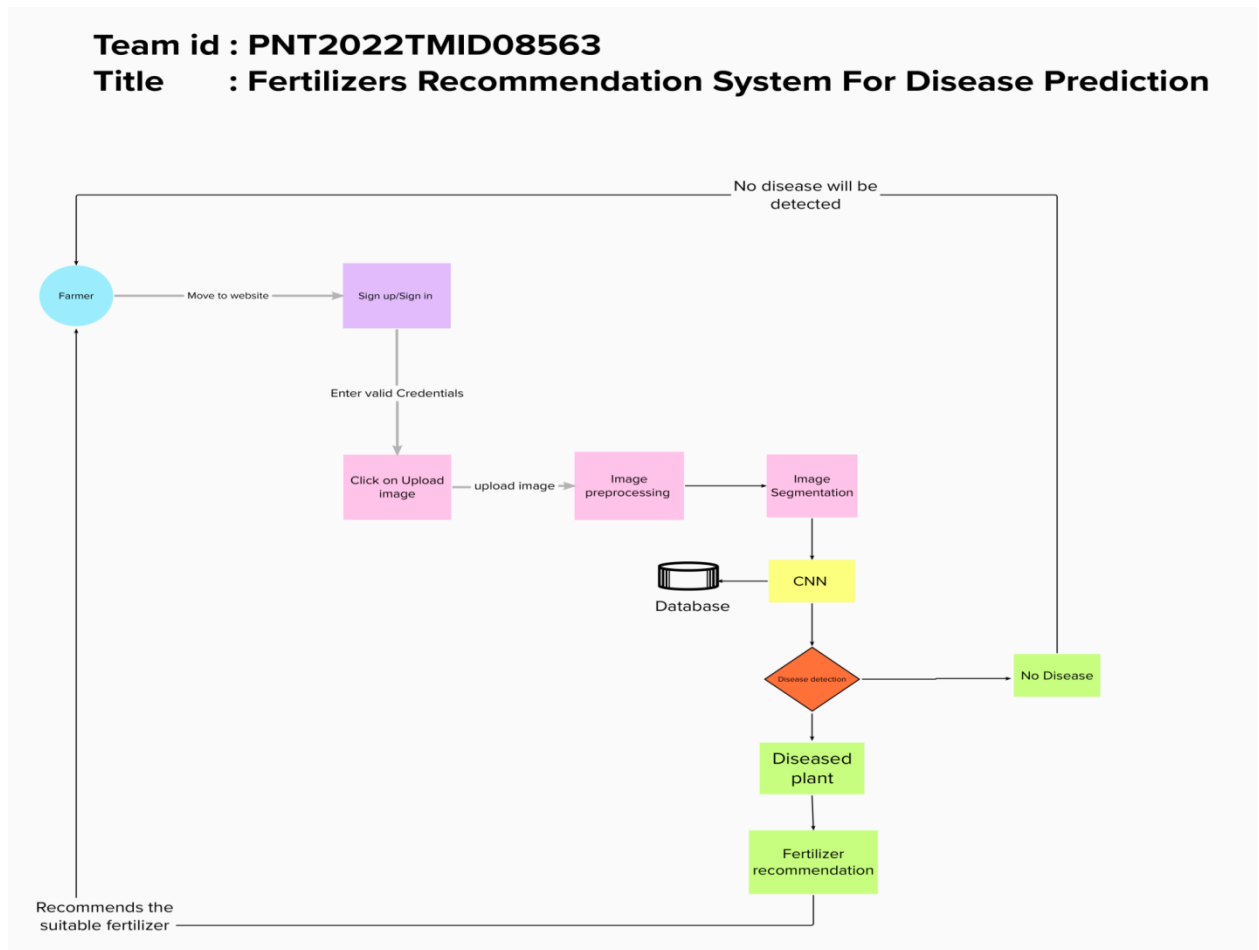 Team id : PNT2022TMID08563
Title : Fertilizers Recommendation System For Disease Prediction
No disease will be
detected
Farmer
Move to website
Sign up/Sign in
Enter valid Credentials
Click on Upload
image
upload image
Image
preprocessing
Image
Segmentation
CNN
Database
Disease detection
No Disease
Diseased
plant
Fertilizer
recommendation
Recommends the
suitable fertilizer